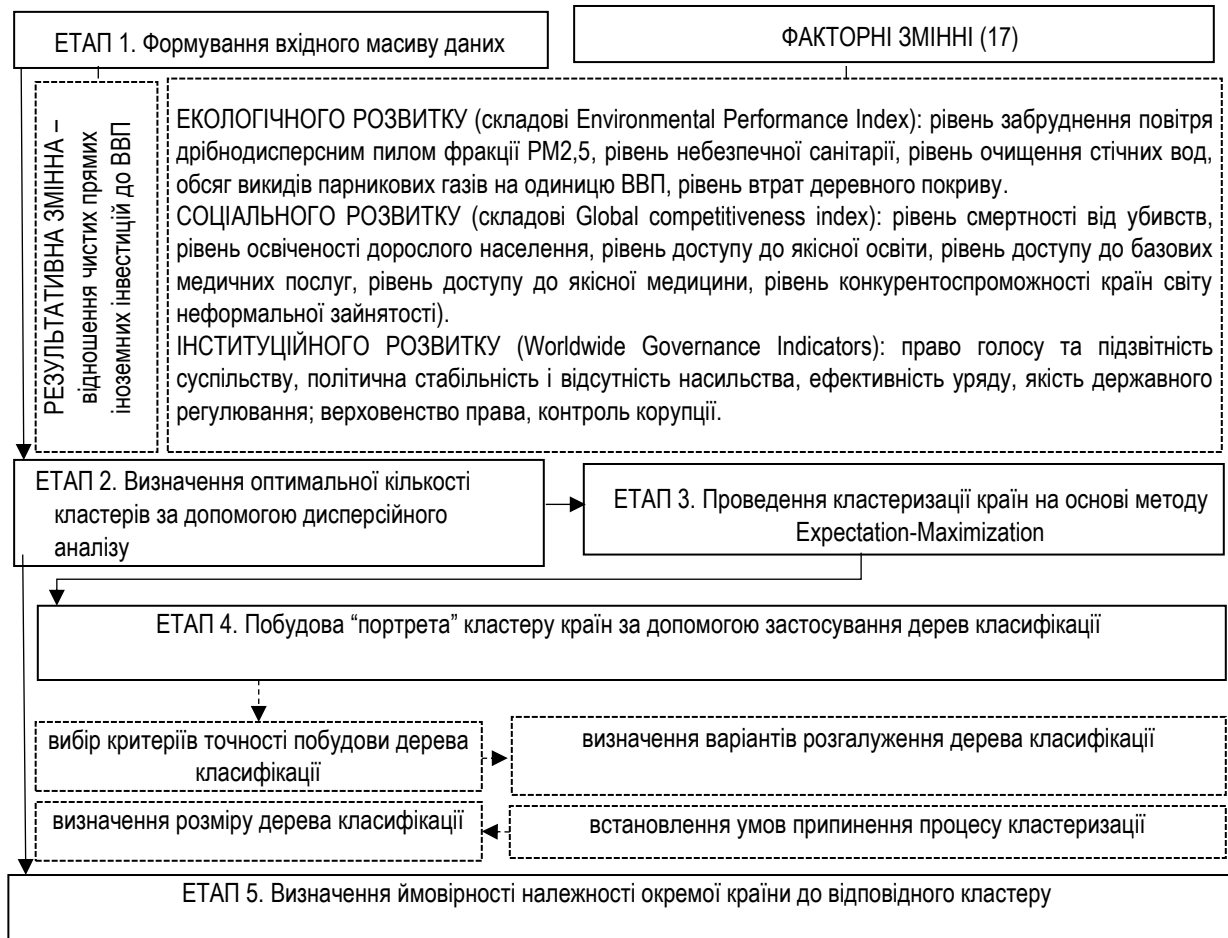 ЕТАП 1. Формування вхідного масиву даних
ФАКТОРНІ ЗМІННІ (17)
РЕЗУЛЬТАТИВНА ЗМІННА –
відношення чистих прямих
іноземних інвестицій до ВВП
ЕКОЛОГІЧНОГО РОЗВИТКУ (складові Environmental Performance Index): рівень забруднення повітря
дрібнодисперсним пилом фракції PM2,5, рівень небезпечної санітарії, рівень очищення стічних вод,
обсяг викидів парникових газів на одиницю ВВП, рівень втрат деревного покриву.
СОЦІАЛЬНОГО РОЗВИТКУ (складові Global competitiveness index): рівень смертності від убивств,
рівень освіченості дорослого населення, рівень доступу до якісної освіти, рівень доступу до базових
медичних послуг, рівень доступу до якісної медицини, рівень конкурентоспроможності країн світу
неформальної зайнятості).
ІНСТИТУЦІЙНОГО РОЗВИТКУ (Worldwide Governance Indicators): право голосу та підзвітність
суспільству, політична стабільність і відсутність насильства, ефективність уряду, якість державного
регулювання; верховенство права, контроль корупції.
ЕТАП 2. Визначення оптимальної кількості
кластерів за допомогою дисперсійного
аналізу
ЕТАП 3. Проведення кластеризації країн на основі методу
Expectation-Maximization
ЕТАП 4. Побудова “портрета” кластеру країн за допомогою застосування дерев класифікації
вибір критеріїв точності побудови дерева
класифікації
визначення варіантів розгалуження дерева класифікації
визначення розміру дерева класифікації
встановлення умов припинення процесу кластеризації
ЕТАП 5. Визначення ймовірності належності окремої країни до відповідного кластеру